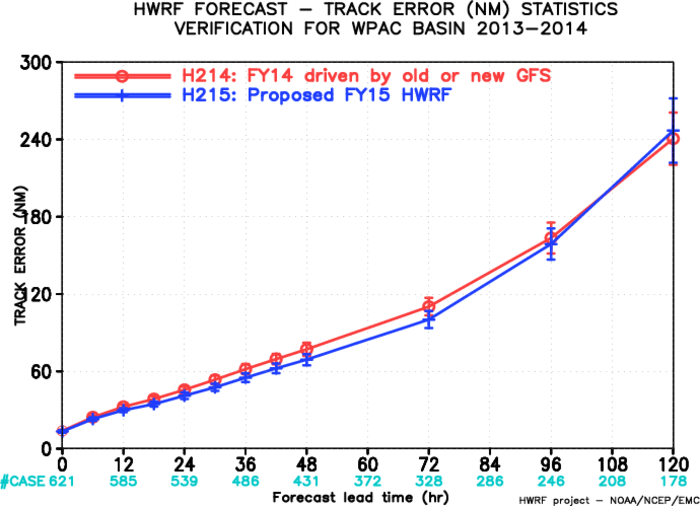 HWRF FORECAST – TRACK ERROR (NM) STATISTICS
VERIFICATION FOR WPAC BASIN 2013–2014
H214: FY14 driven by old or new GFS
H215: Proposed FY15 HWRF
TRACK ERROR (NM)
300
240
180
120
60
0
0 12 24 36 48 60 72 84 96 108 120
#CASE 621 585 539 486 431 372 328 286 246 208 178
Forecast lead time (hr)
HWRF project – NOAA/NCEP/EMC